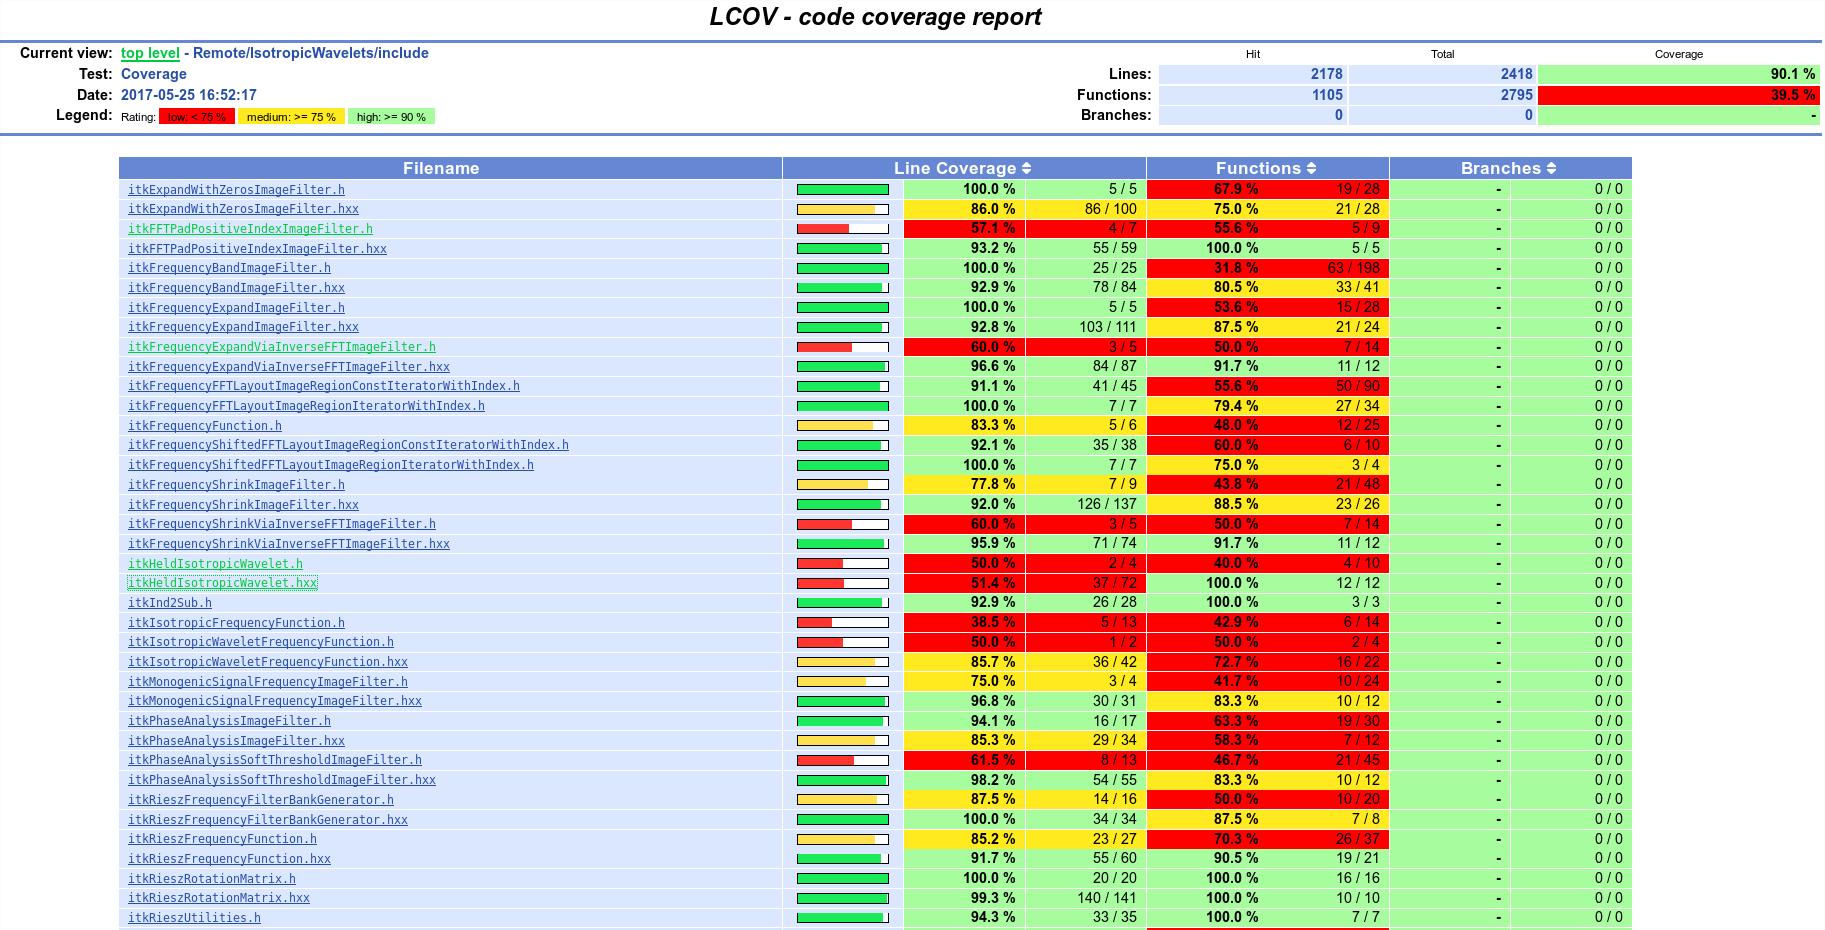 LCOV - code coverage report
Current view: top level - Remote/IsotropicWavelets/include Hit Total Coverage
Test: Coverage Lines: 2178 2418 90.1 %
Date: 2017-05-25 16:52:17 Functions: 1105 2795 39.5 %
Legend: Rating: low: < 75 % medium: >= 75 % high: >= 90 % Branches: 0 0 -
Filename Line Coverage Functions Branches
itkExpandWithZerosImageFilter.h 100.0 % 5 / 5 67.9 % 19 / 28 - 0 / 0
itkExpandWithZerosImageFilter.hxx 86.0 % 86 / 100 75.0 % 21 / 28 - 0 / 0
itkFFTPadPositiveIndexImageFilter.h 57.1 % 4 / 7 55.6 % 5 / 9 - 0 / 0
itkFFTPadPositiveIndexImageFilter.hxx 93.2 % 55 / 59 100.0 % 5 / 5 - 0 / 0
itkFrequencyBandImageFilter.h 100.0 % 25 / 25 31.8 % 63 / 198 - 0 / 0
itkFrequencyBandImageFilter.hxx 92.9 % 78 / 84 80.5 % 33 / 41 - 0 / 0
itkFrequencyExpandImageFilter.h 100.0 % 5 / 5 53.6 % 15 / 28 - 0 / 0
itkFrequencyExpandImageFilter.hxx 92.8 % 103 / 111 87.5 % 21 / 24 - 0 / 0
itkFrequencyExpandViaInverseFFTImageFilter.h 60.0 % 3 / 5 50.0 % 7 / 14 - 0 / 0
itkFrequencyExpandViaInverseFFTImageFilter.hxx 96.6 % 84 / 87 91.7 % 11 / 12 - 0 / 0
itkFrequencyFFTLayoutImageRegionConstIteratorWithIndex.h 91.1 % 41 / 45 55.6 % 50 / 90 - 0 / 0
itkFrequencyFFTLayoutImageRegionIteratorWithIndex.h 100.0 % 7 / 7 79.4 % 27 / 34 - 0 / 0
itkFrequencyFunction.h 83.3 % 5 / 6 48.0 % 12 / 25 - 0 / 0
itkFrequencyShiftedFFTLayoutImageRegionConstIteratorWithIndex.h 92.1 % 35 / 38 60.0 % 6 / 10 - 0 / 0
itkFrequencyShiftedFFTLayoutImageRegionIteratorWithIndex.h 100.0 % 7 / 7 75.0 % 3 / 4 - 0 / 0
itkFrequencyShrinkImageFilter.h 77.8 % 7 / 9 43.8 % 21 / 48 - 0 / 0
itkFrequencyShrinkImageFilter.hxx 92.0 % 126 / 137 88.5 % 23 / 26 - 0 / 0
itkFrequencyShrinkViaInverseFFTImageFilter.h 60.0 % 3 / 5 50.0 % 7 / 14 - 0 / 0
itkFrequencyShrinkViaInverseFFTImageFilter.hxx 95.9 % 71 / 74 91.7 % 11 / 12 - 0 / 0
itkHeldIsotropicWavelet.h 50.0 % 2 / 4 40.0 % 4 / 10 - 0 / 0
itkHeldIsotropicWavelet.hxx 51.4 % 37 / 72 100.0 % 12 / 12 - 0 / 0
itkInd2Sub.h 92.9 % 26 / 28 100.0 % 3 / 3 - 0 / 0
itkIsotropicFrequencyFunction.h 38.5 % 5 / 13 42.9 % 6 / 14 - 0 / 0
itkIsotropicWaveletFrequencyFunction.h 50.0 % 1 / 2 50.0 % 2 / 4 - 0 / 0
itkIsotropicWaveletFrequencyFunction.hxx 85.7 % 36 / 42 72.7 % 16 / 22 - 0 / 0
itkMonogenicSignalFrequencyImageFilter.h 75.0 % 3 / 4 41.7 % 10 / 24 - 0 / 0
itkMonogenicSignalFrequencyImageFilter.hxx 96.8 % 30 / 31 83.3 % 10 / 12 - 0 / 0
itkPhaseAnalysisImageFilter.h 94.1 % 16 / 17 63.3 % 19 / 30 - 0 / 0
itkPhaseAnalysisImageFilter.hxx 85.3 % 29 / 34 58.3 % 7 / 12 - 0 / 0
itkPhaseAnalysisSoftThresholdImageFilter.h 61.5 % 8 / 13 46.7 % 21 / 45 - 0 / 0
itkPhaseAnalysisSoftThresholdImageFilter.hxx 98.2 % 54 / 55 83.3 % 10 / 12 - 0 / 0
itkRieszFrequencyFilterBankGenerator.h 87.5 % 14 / 16 50.0 % 10 / 20 - 0 / 0
itkRieszFrequencyFilterBankGenerator.hxx 100.0 % 34 / 34 87.5 % 7 / 8 - 0 / 0
itkRieszFrequencyFunction.h 85.2 % 23 / 27 70.3 % 26 / 37 - 0 / 0
itkRieszFrequencyFunction.hxx 91.7 % 55 / 60 90.5 % 19 / 21 - 0 / 0
itkRieszRotationMatrix.h 100.0 % 20 / 20 100.0 % 16 / 16 - 0 / 0
itkRieszRotationMatrix.hxx 99.3 % 140 / 141 100.0 % 10 / 10 - 0 / 0
itkRieszUtilities.h 94.3 % 33 / 35 100.0 % 7 / 7 - 0 / 0